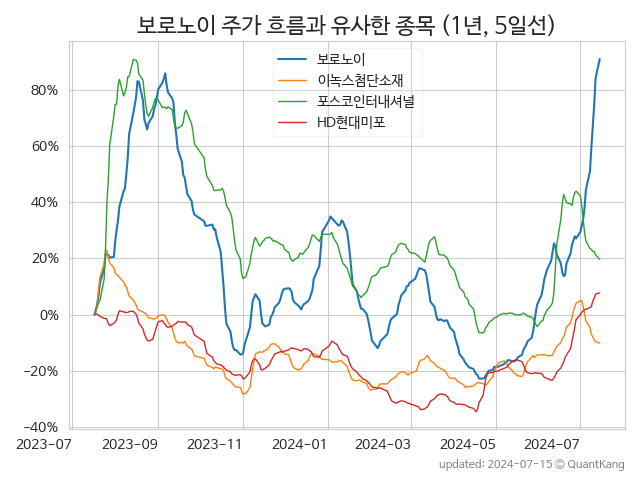 보로노이 주가 흐름과 유사한 종목 (1년, 5일선)
보로노이
이녹스첨단소재
포스코인터내셔널
HD현대미포
80%
60%
40%
20%
0%
−20%
−40%
2023-07 2023-09 2023-11 2024-01 2024-03 2024-05 2024-07
updated: 2024-07-15 © QuantKang